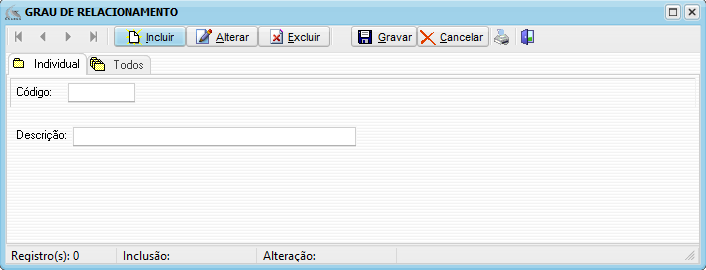 GRAU DE RELACIONAMENTO
Incluir Alterar Excluir Gravar Cancelar
Individual Todos
Código:
Descrição:
Registro(s): 0 Inclusão: Alteração: